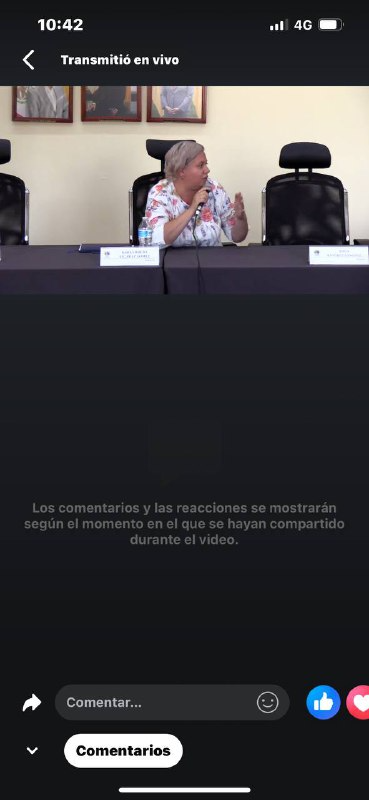 10:42
4G
Transmitió en vivo
Los comentarios y las reacciones se mostrarán
según el momento en el que se hayan compartido
durante el video.
Comentar...
Comentarios